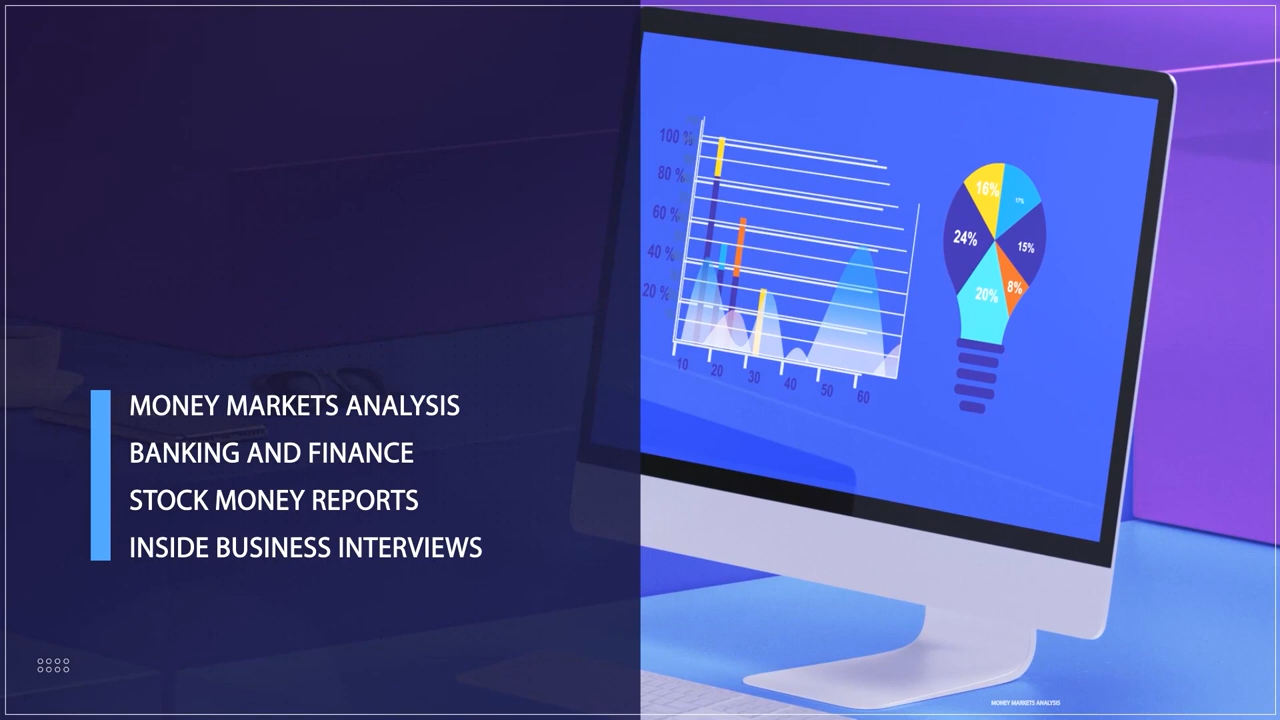 MONEY MARKETS ANALYSIS
BANKING AND FINANCE
STOCK MONEY REPORTS
INSIDE BUSINESS INTERVIEWS
100 %
80 %
60 %
40 %
20 %
10 20 30 40 50 60
16%
17%
24%
15%
20%
8%
MONEY MARKETS ANALYSIS